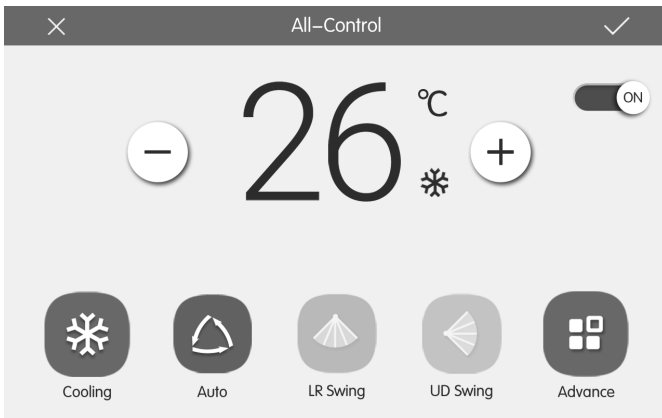 All-Control
26 °C
ON
Cooling
Auto
LR Swing
UD Swing
Advance